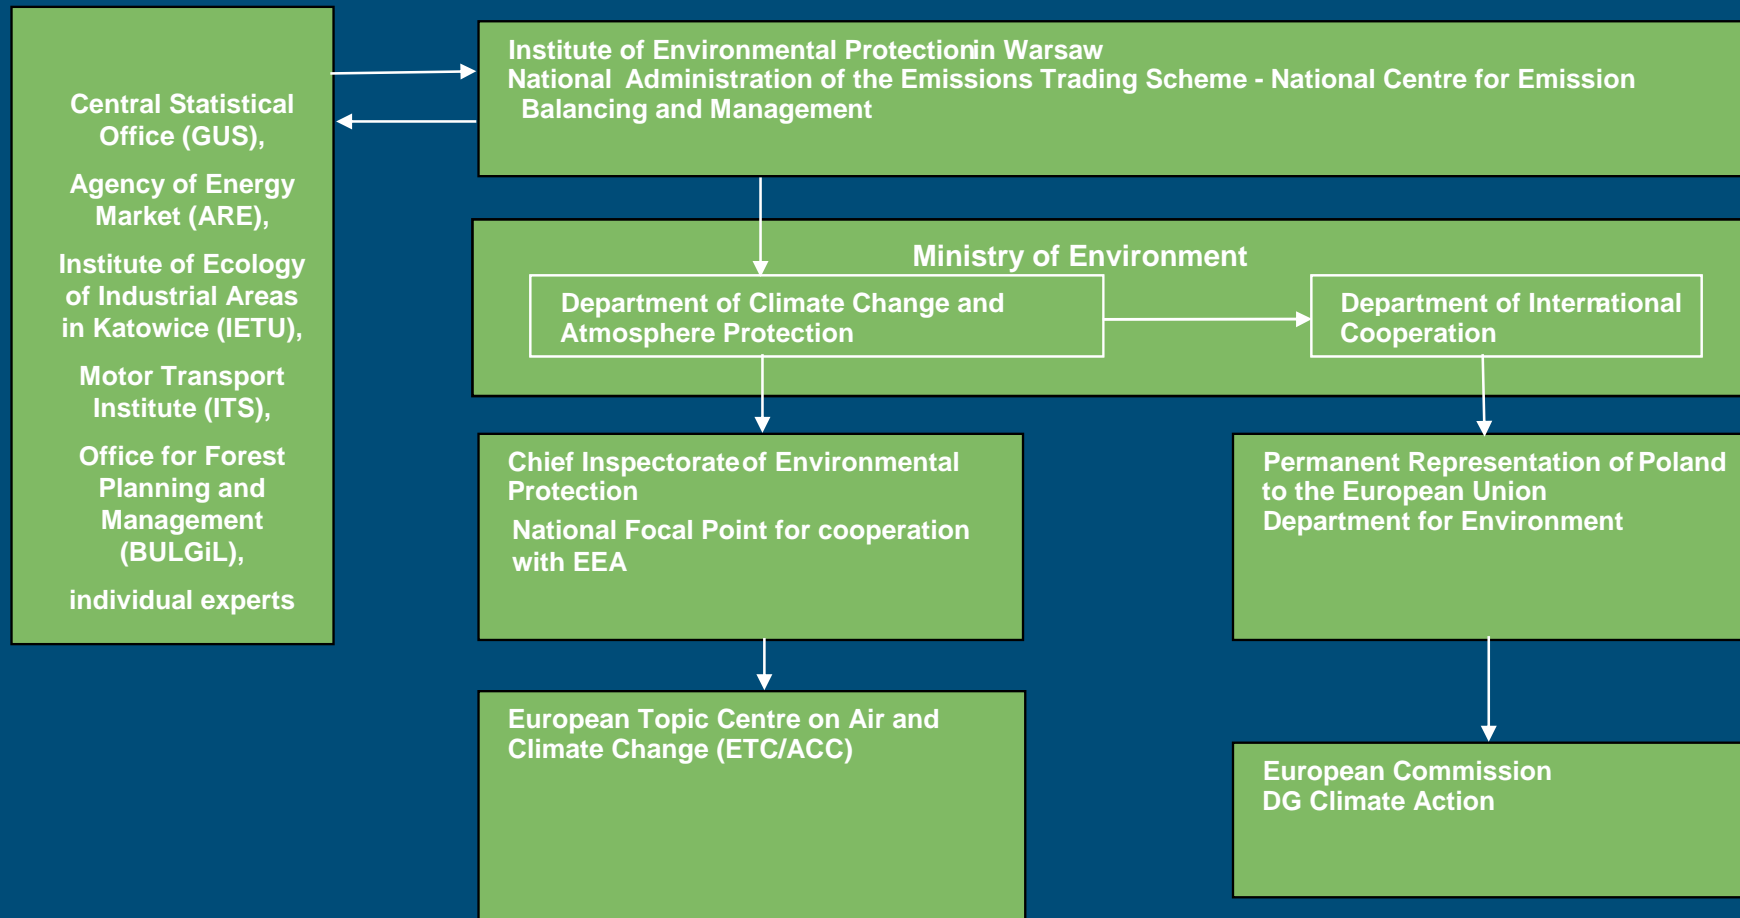 Central Statistical
Office (GUS),
Agency of Energy
Market (ARE),
Institute of Ecology
of Industrial Areas
in Katowice (IETU),
Motor Transport
Institute (ITS),
Office for Forest
Planning and
Management
(BULGiL),
individual experts
Institute of Environmental Protectionin Warsaw
National Administration of the Emissions Trading Scheme - National Centre for Emission
Balancing and Management
Ministry of Environment
Department of Climate Change and
Atmosphere Protection
Department of International
Cooperation
Chief Inspectorate of Environmental
Protection
National Focal Point for cooperation
with EEA
Permanent Representation of Poland
to the European Union
Department for Environment
European Topic Centre on Air and
Climate Change (ETC/ACC)
European Commission
DG Climate Action